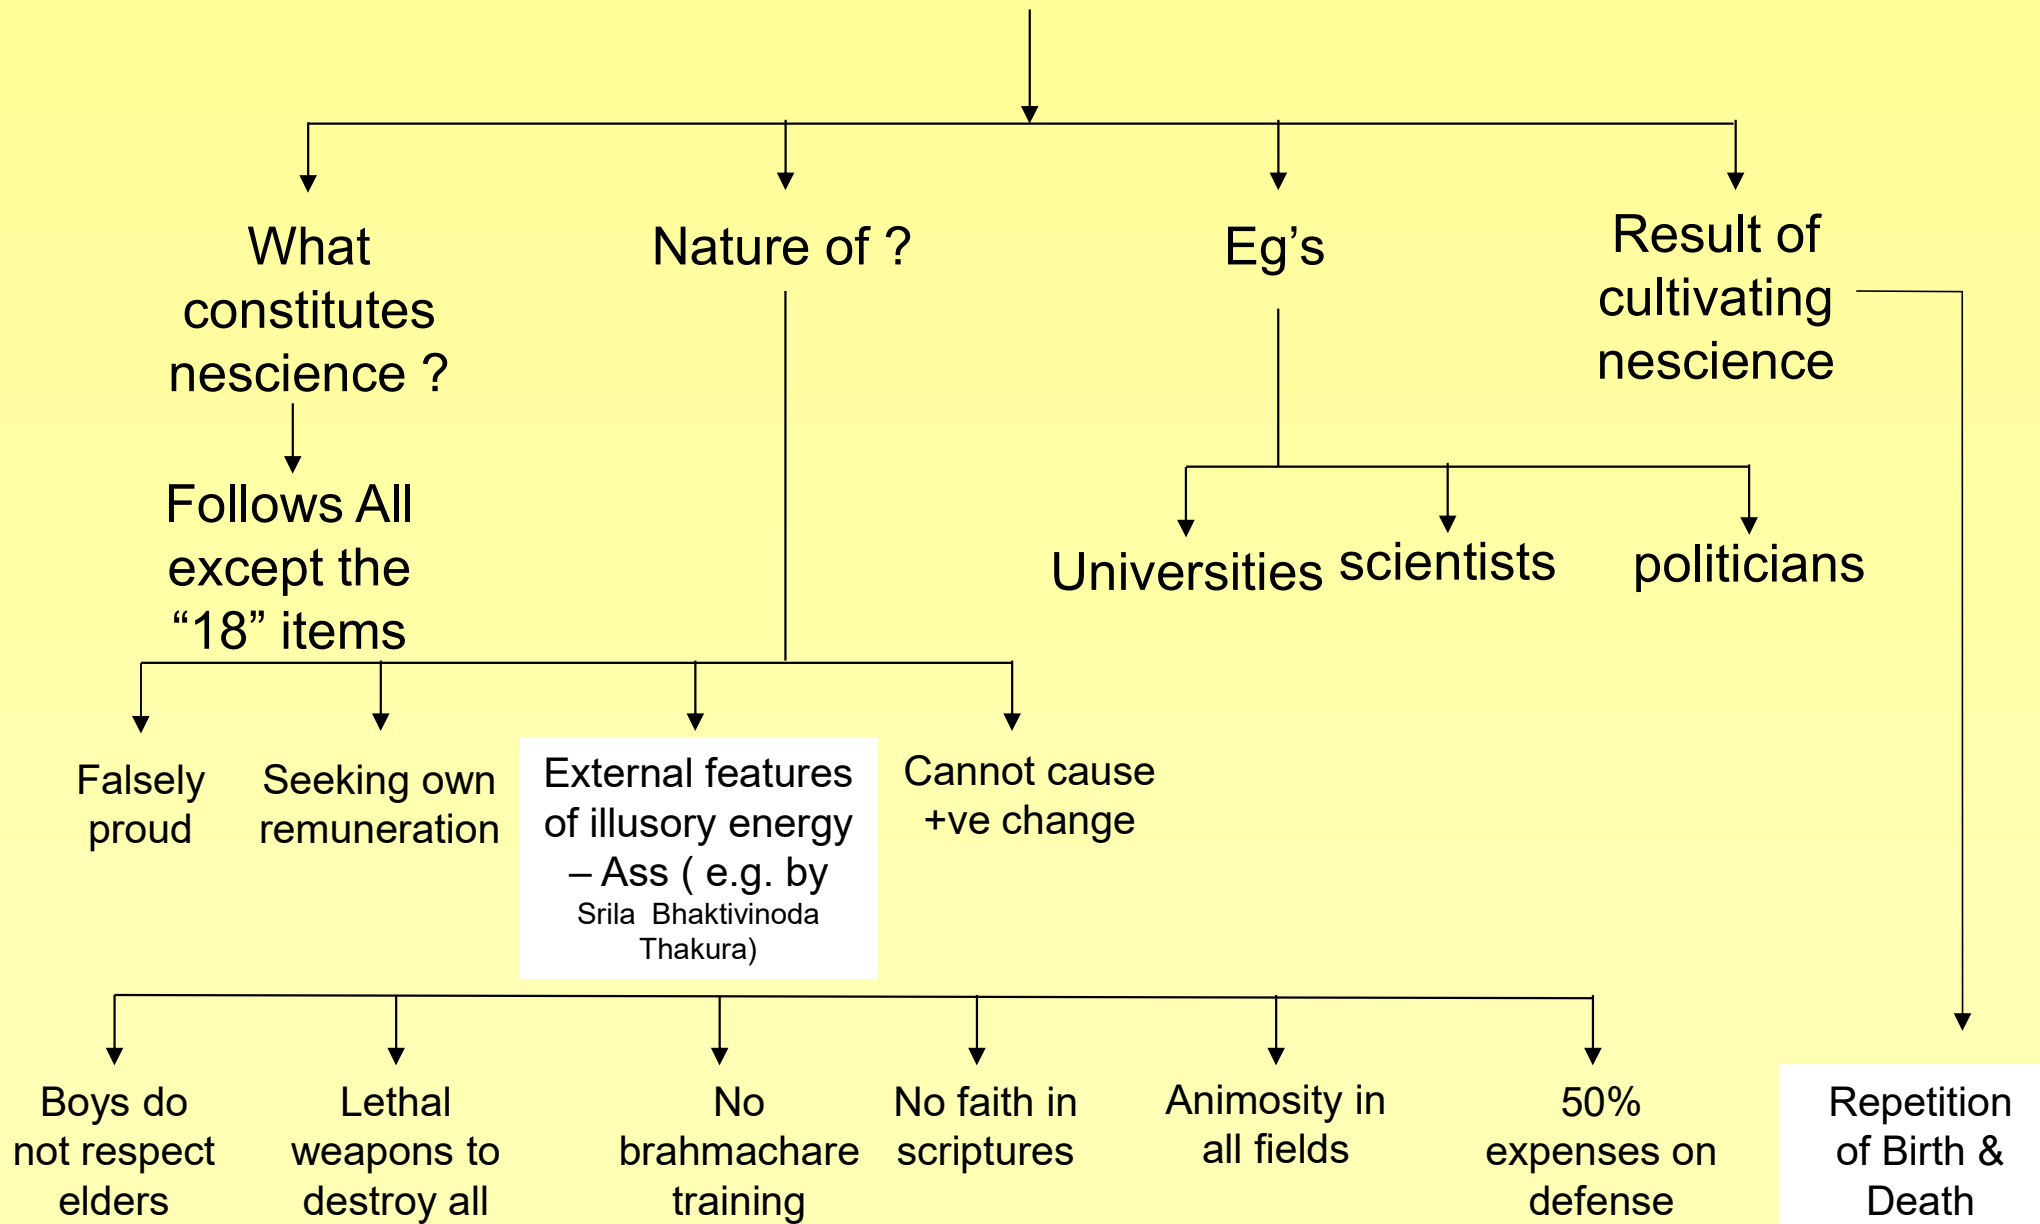 What
constitutes
nescience ?
Nature of ?
Eg’s
Result of
cultivating
nescience
Follows All
except the
“18” items
Universities
scientists
politicians
Falsely
proud
Seeking own
remuneration
External features
of illusory energy
– Ass ( e.g. by
Srila Bhaktivinoda
Thakura)
Cannot cause
+ve change
Boys do
not respect
elders
Lethal
weapons to
destroy all
No
brahmachare
training
No faith in
scriptures
Animosity in
all fields
50%
expenses on
defense
Repetition
of Birth &
Death